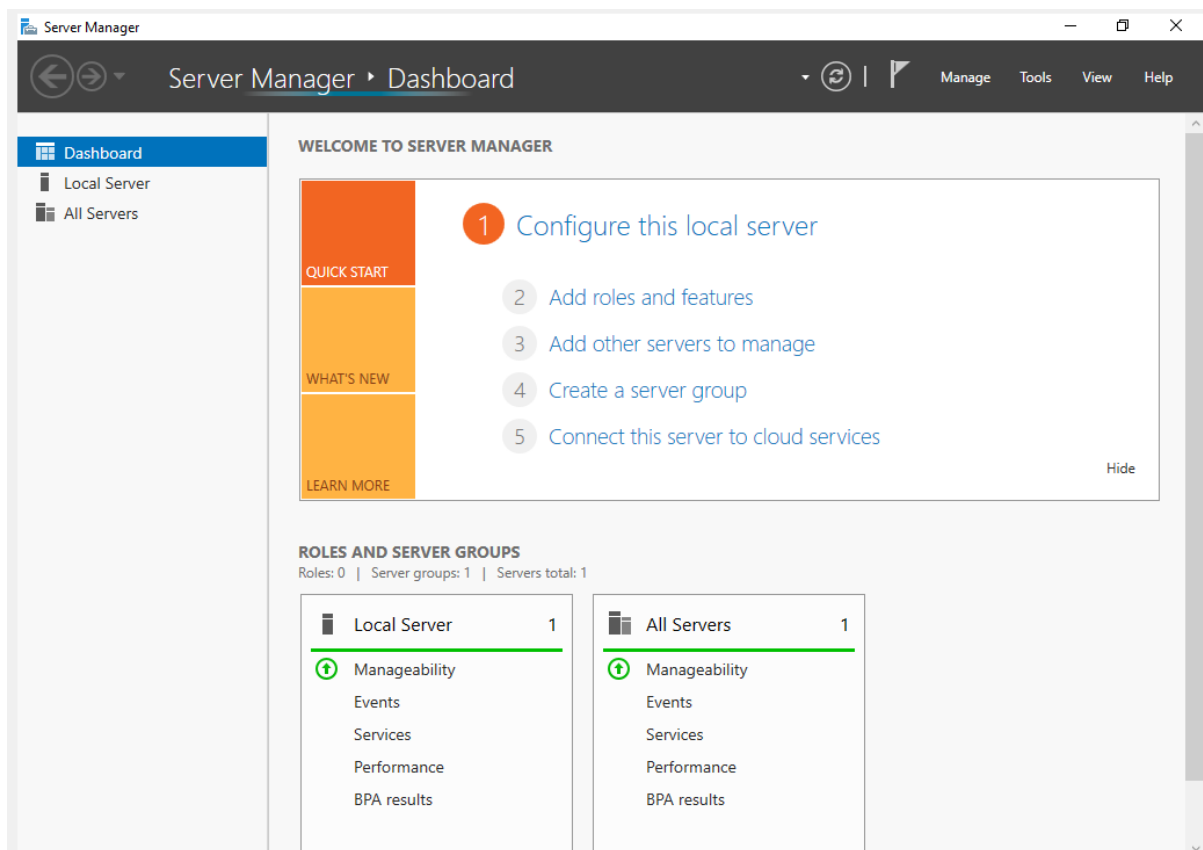 Server Manager
Server Manager ‣ Dashboard
Manage Tools View Help
Dashboard
Local Server
All Servers
WELCOME TO SERVER MANAGER
QUICK START
WHAT'S NEW
LEARN MORE
1 Configure this local server
2 Add roles and features
3 Add other servers to manage
4 Create a server group
5 Connect this server to cloud services
Hide
ROLES AND SERVER GROUPS
Roles: 0 | Server groups: 1 | Servers total: 1
Local Server 1
Manageability
Events
Services
Performance
BPA results
All Servers 1
Manageability
Events
Services
Performance
BPA results